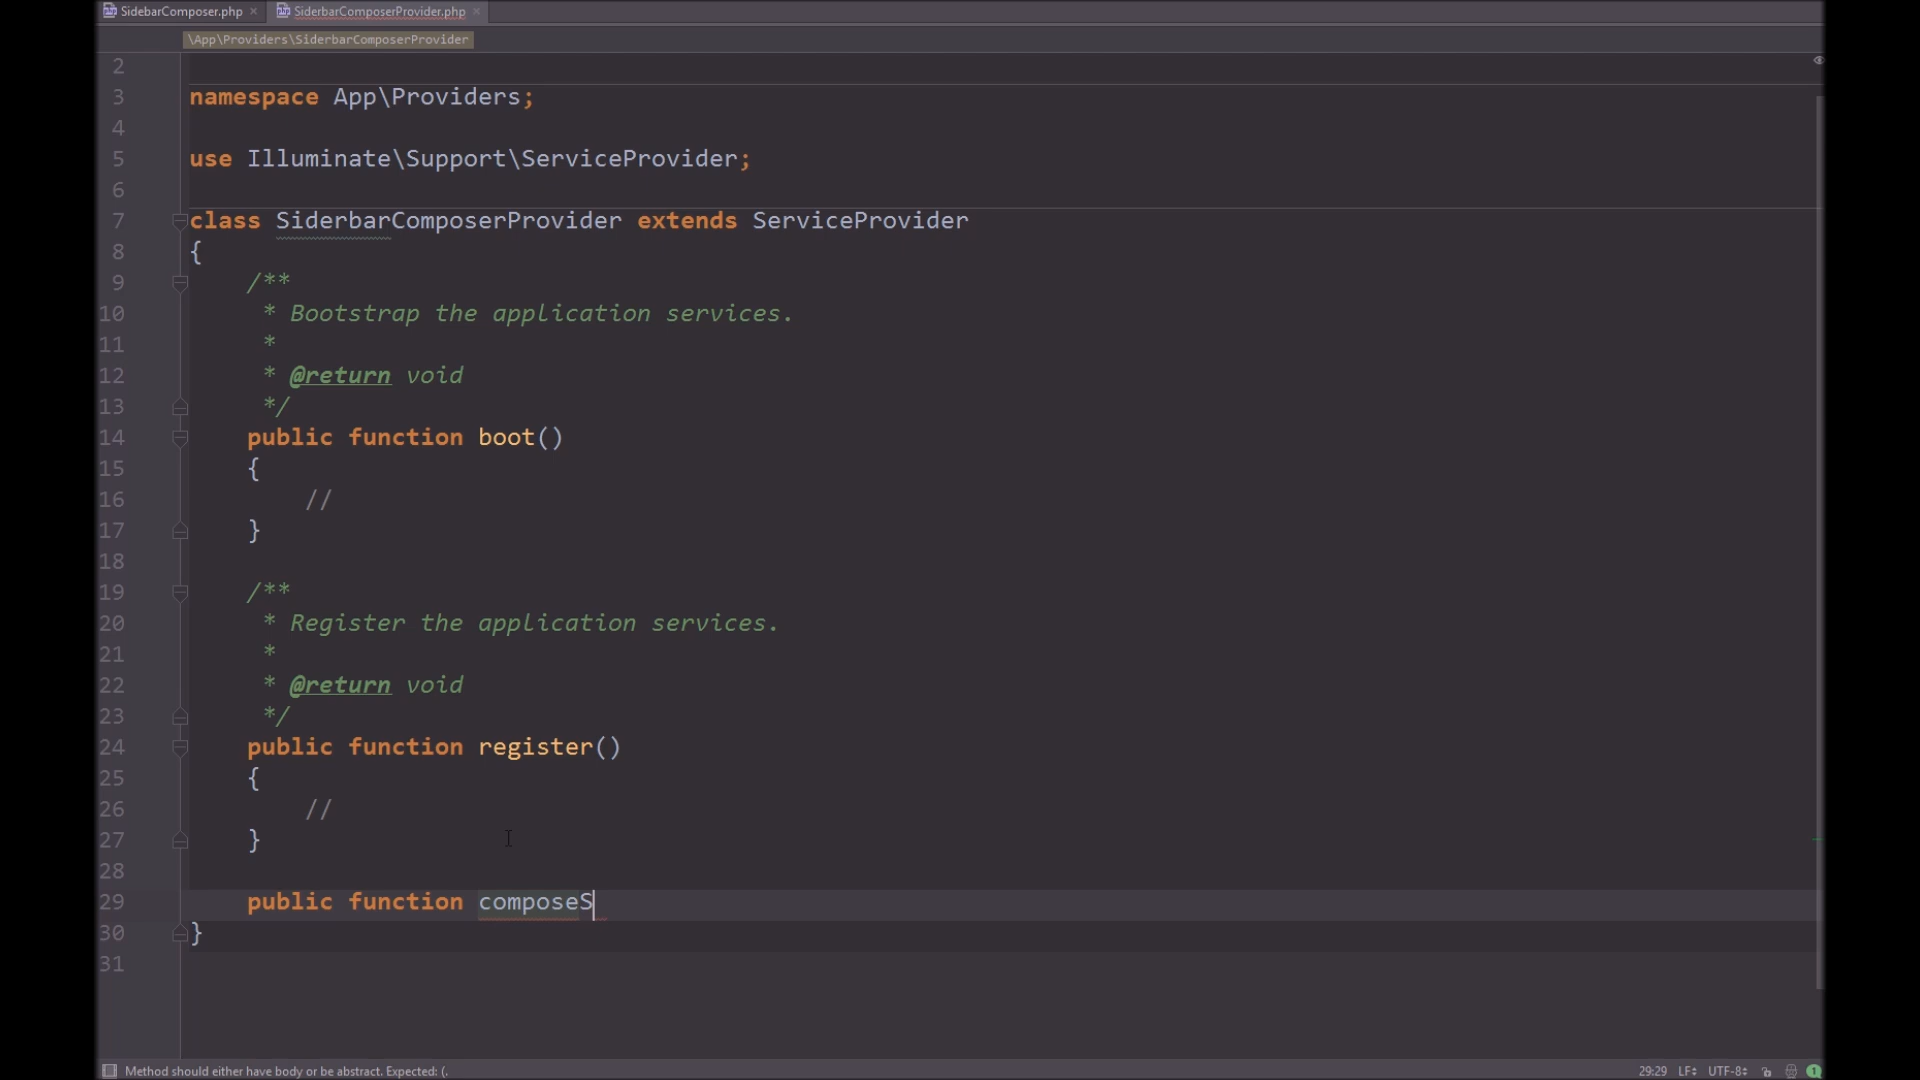 SidebarComposer.php × SiderbarComposerProvider.php ×
\App\Providers\SiderbarComposerProvider
2
3 namespace App\Providers;
4
5 use Illuminate\Support\ServiceProvider;
6
7 class SiderbarComposerProvider extends ServiceProvider
8 {
9 /**
10 * Bootstrap the application services.
11 *
12 * @return void
13 */
14 public function boot()
15 {
16 //
17 }
18
19 /**
20 * Register the application services.
21 *
22 * @return void
23 */
24 public function register()
25 {
26 //
27 }
28
29 public function composeS
30 }
31
Method should either have body or be abstract. Expected: (. 29:29 LF÷ UTF-8÷ 1